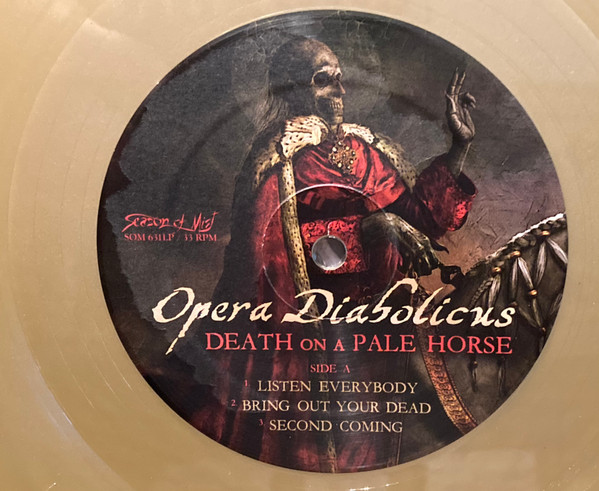 Season of Mist
SOM 631LP / 33 RPM
Opera Diabolicus
DEATH ON A PALE HORSE
SIDE A
1 LISTEN EVERYBODY
2 BRING OUT YOUR DEAD
3 SECOND COMING